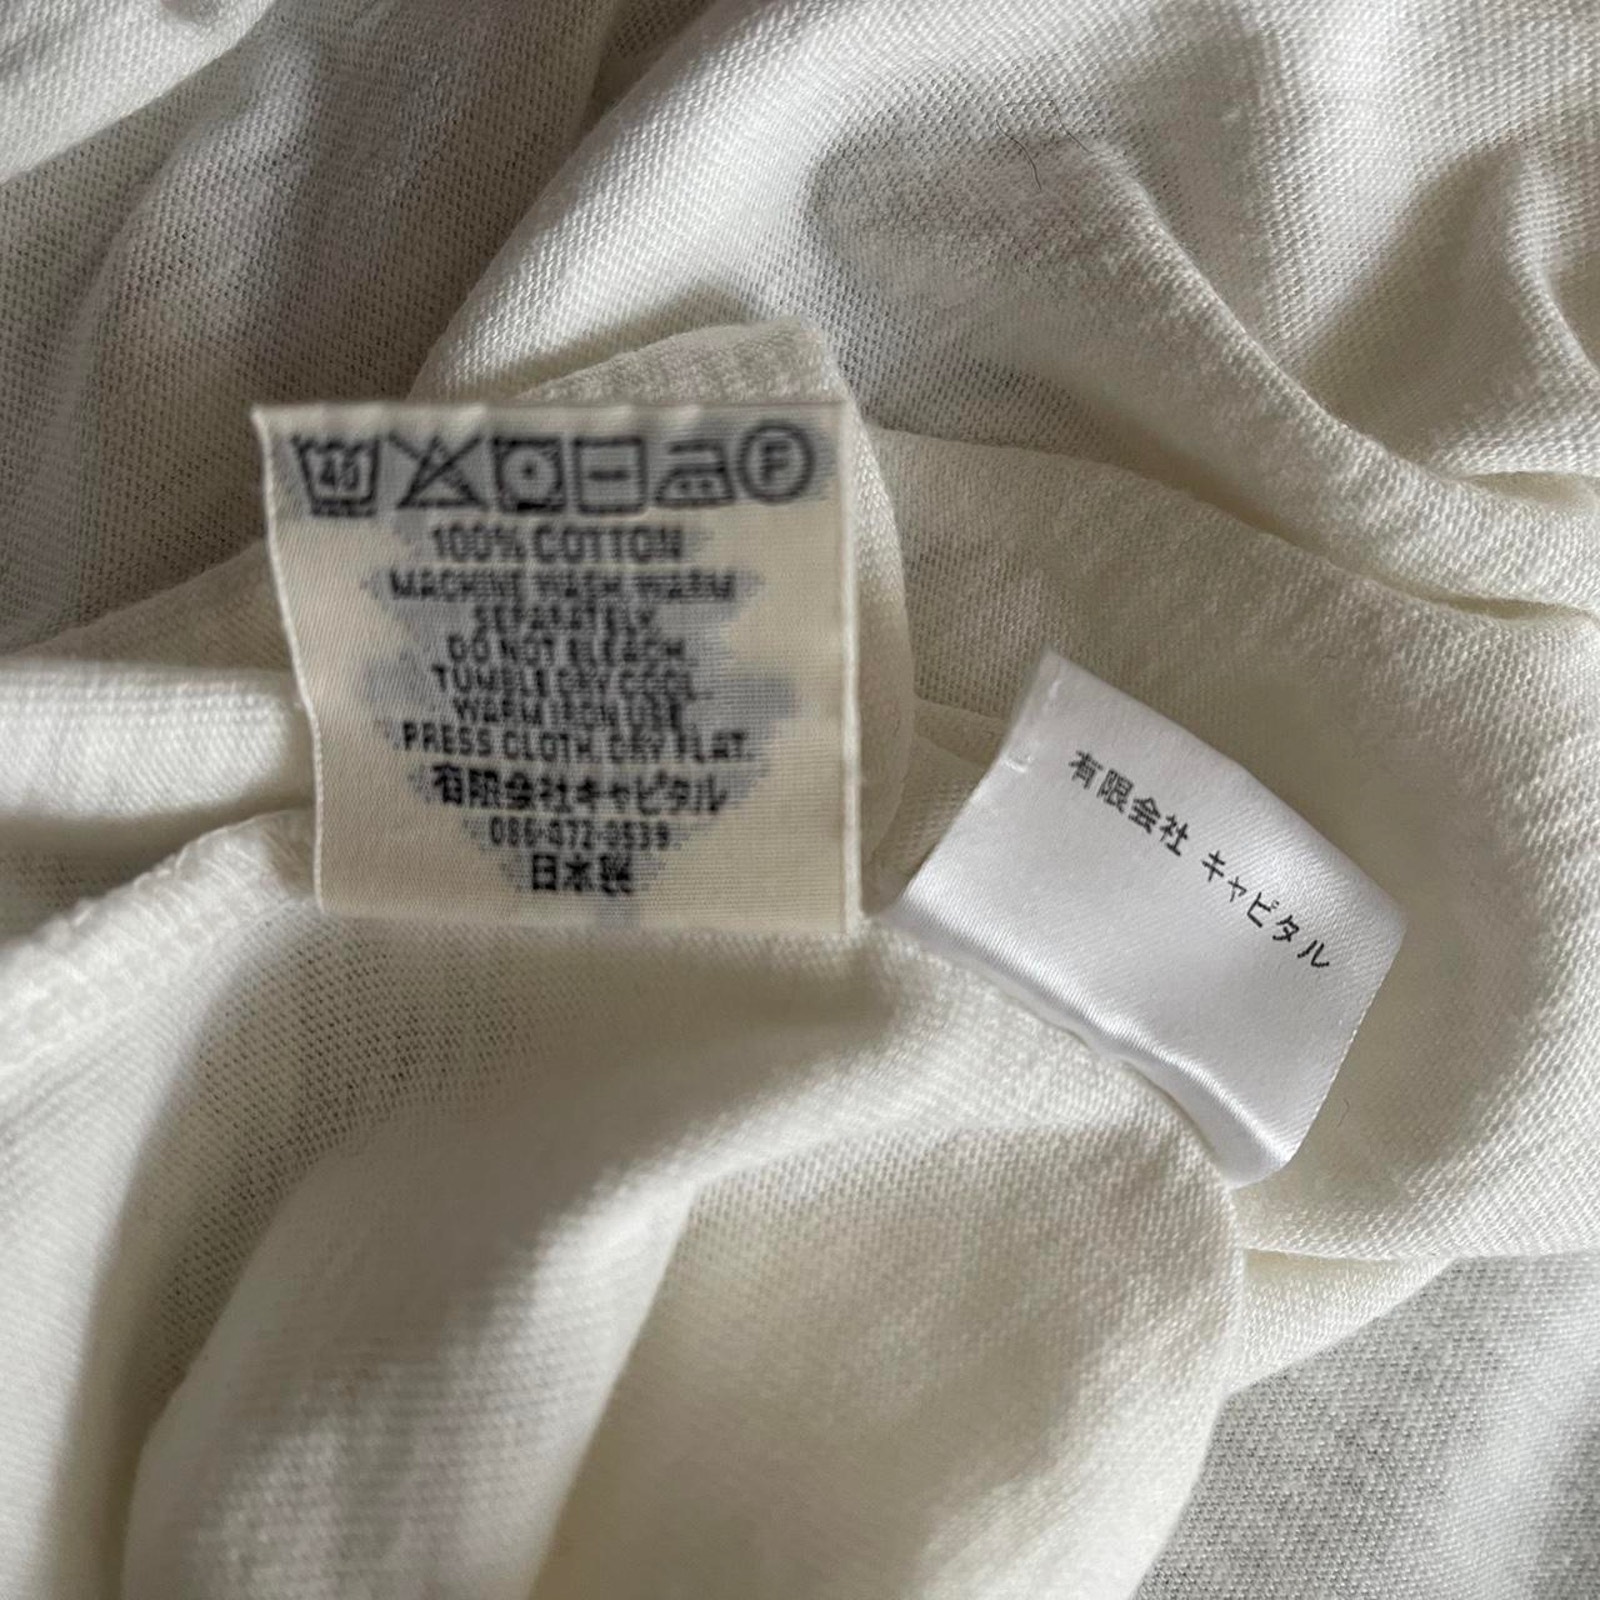 40
F
100% COTTON
MACHINE WASH, WARM
SEPARATELY.
DO NOT BLEACH.
TUMBLE DRY COOL.
WARM IRON USE
PRESS CLOTH. DRY FLAT.
有限会社キャピタル
086-472-0539
日本製
有限会社 キャピタル